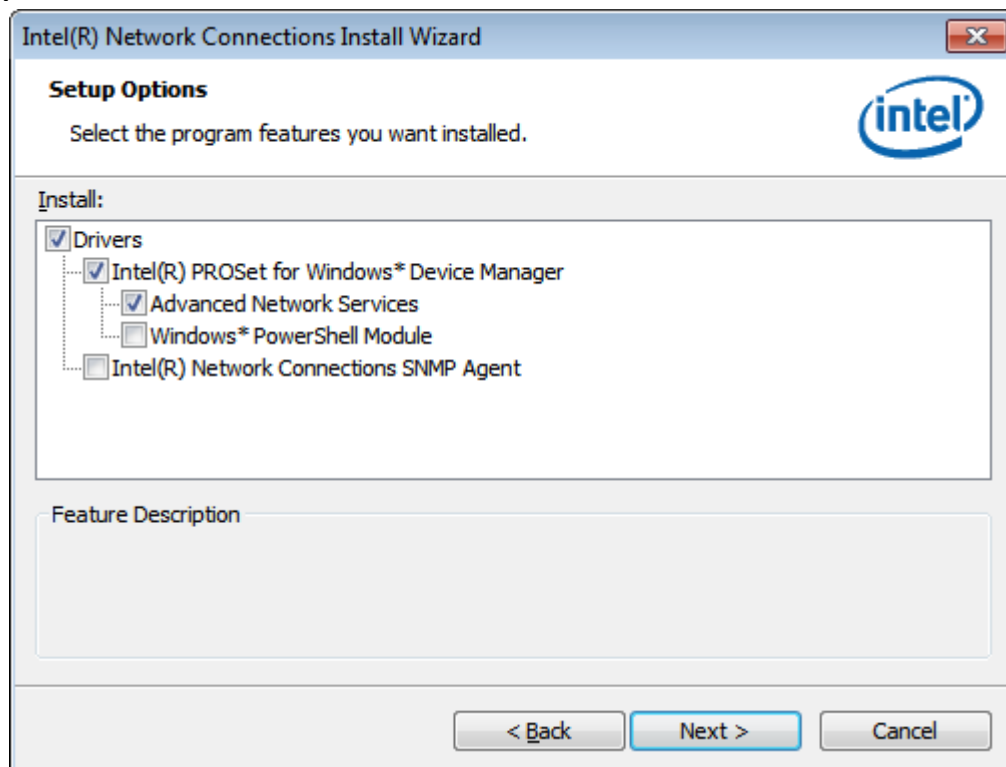 Intel(R) Network Connections Install Wizard
Setup Options
Select the program features you want installed.
intel
Install:
Drivers
Intel(R) PROSet for Windows* Device Manager
Advanced Network Services
Windows* PowerShell Module
Intel(R) Network Connections SNMP Agent
Feature Description
< Back Next > Cancel